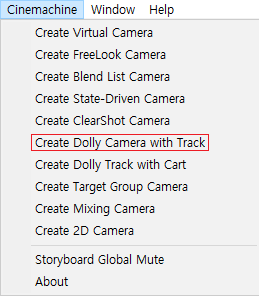 Cinemachine Window Help
Create Virtual Camera
Create FreeLook Camera
Create Blend List Camera
Create State-Driven Camera
Create ClearShot Camera
Create Dolly Camera with Track
Create Dolly Track with Cart
Create Target Group Camera
Create Mixing Camera
Create 2D Camera
Storyboard Global Mute
About